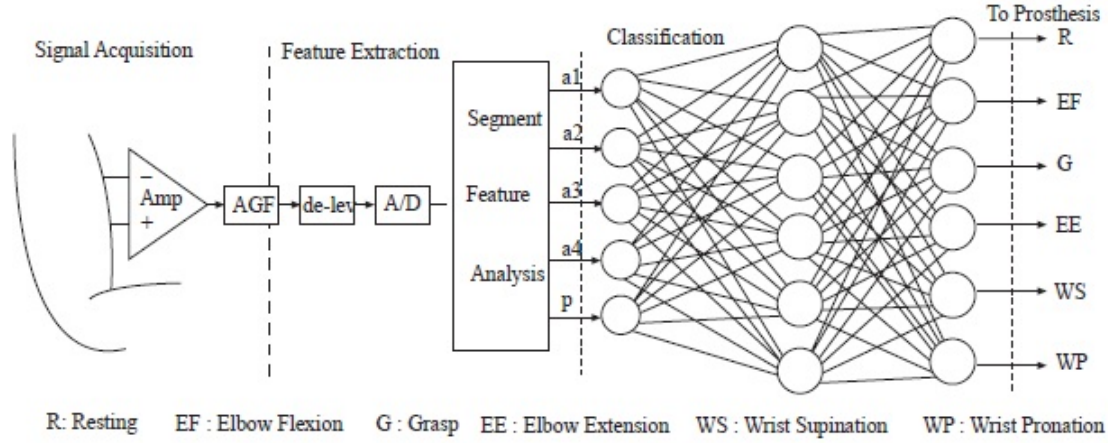 To Prosthesis
Signal Acquisition
Feature Extraction
Classification
R
a1
EF
Segment
a2
G
Amp
−
+
AGF
de-lev
A/D
Feature
a3
EE
a4
Analysis
WS
p
WP
R: Resting EF : Elbow Flexion G : Grasp EE : Elbow Extension WS : Wrist Supination WP : Wrist Pronation